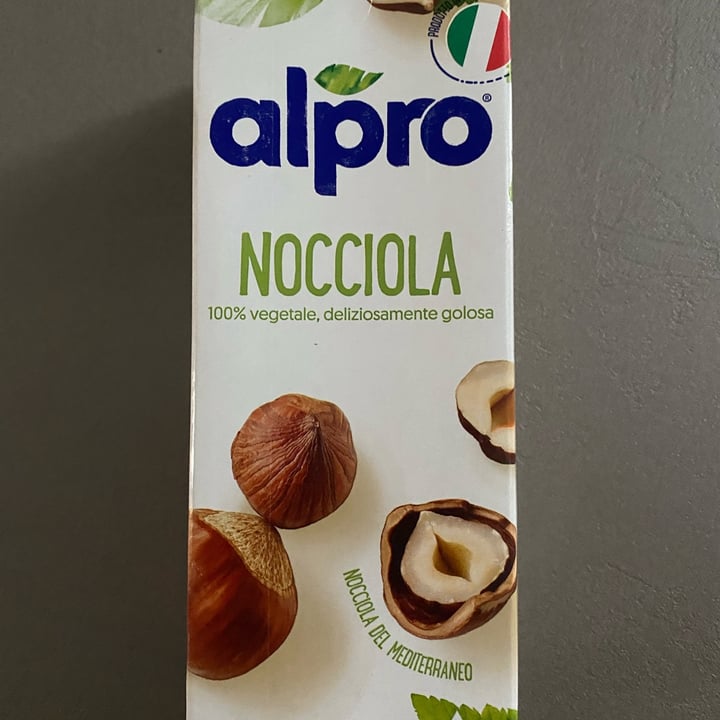 alpro®
NOCCIOLA
100% vegetale, deliziosamente golosa
NOCCIOLA DEL MEDITERRANEO